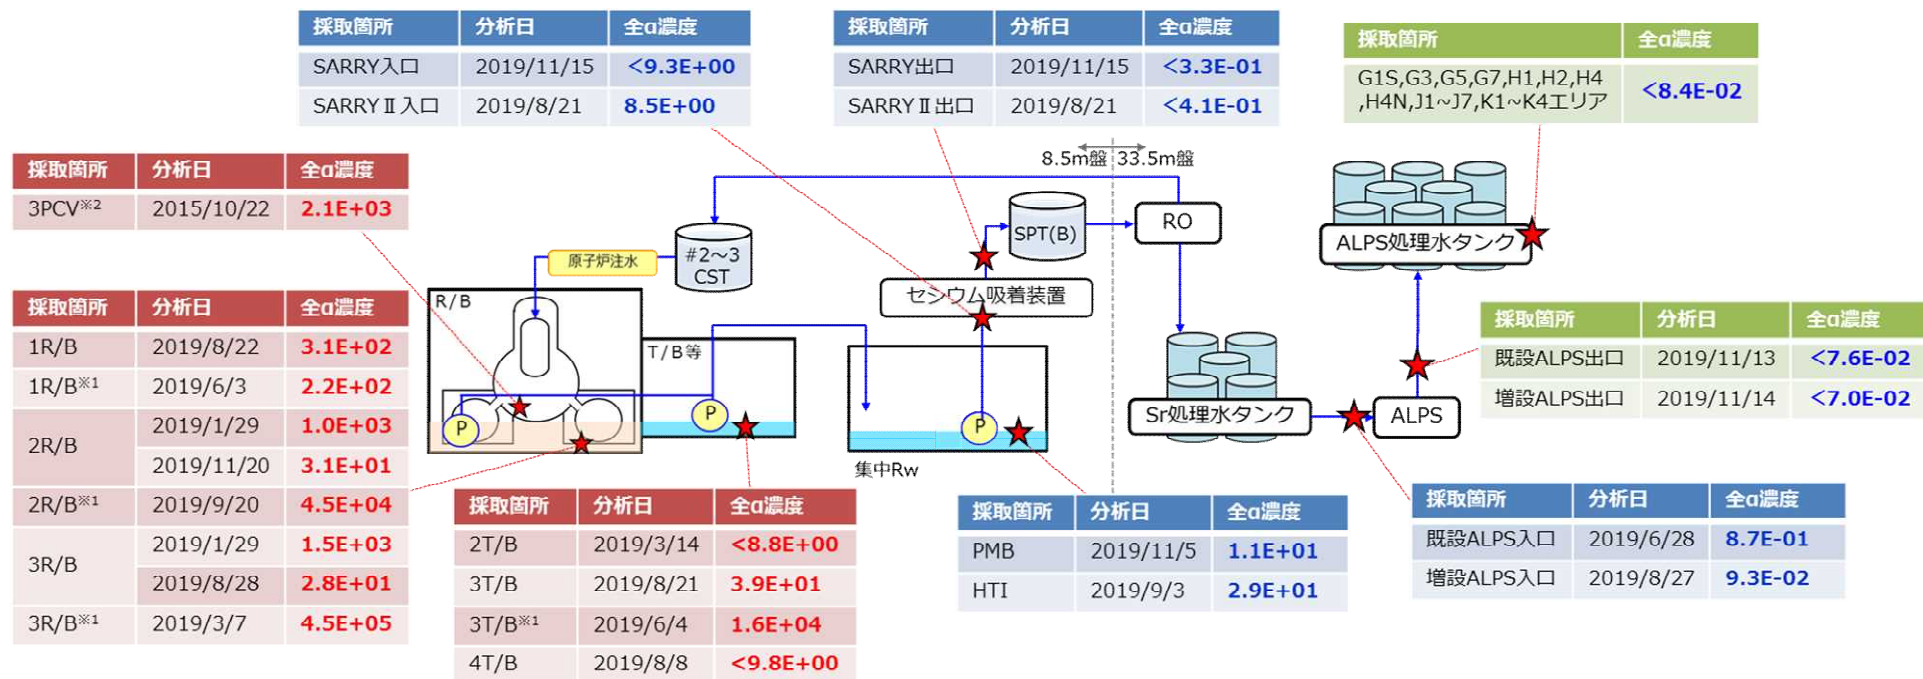 採取箇所 分析日 全α濃度
SARRY入口 2019/11/15 <9.3E+00
SARRYⅡ入口 2019/8/21 8.5E+00
採取箇所 分析日 全α濃度
SARRY出口 2019/11/15 <3.3E-01
SARRYⅡ出口 2019/8/21 <4.1E-01
採取箇所 全α濃度
G1S,G3,G5,G7,H1,H2,H4
,H4N,J1~J7,K1~K4エリア <8.4E-02
採取箇所 分析日 全α濃度
3PCV※2 2015/10/22 2.1E+03
8.5m盤 33.5m盤
SPT(B)
RO
ALPS処理水タンク
原子炉注水
#2~3
CST
セシウム吸着装置
R/B
T/B等
P
P
P
集中Rw
Sr処理水タンク
ALPS
採取箇所 分析日 全α濃度
1R/B 2019/8/22 3.1E+02
1R/B※1 2019/6/3 2.2E+02
2R/B 2019/1/29 1.0E+03
2019/11/20 3.1E+01
2R/B※1 2019/9/20 4.5E+04
3R/B 2019/1/29 1.5E+03
2019/8/28 2.8E+01
3R/B※1 2019/3/7 4.5E+05
採取箇所 分析日 全α濃度
既設ALPS出口 2019/11/13 <7.6E-02
増設ALPS出口 2019/11/14 <7.0E-02
採取箇所 分析日 全α濃度
2T/B 2019/3/14 <8.8E+00
3T/B 2019/8/21 3.9E+01
3T/B※1 2019/6/4 1.6E+04
4T/B 2019/8/8 <9.8E+00
採取箇所 分析日 全α濃度
PMB 2019/11/5 1.1E+01
HTI 2019/9/3 2.9E+01
採取箇所 分析日 全α濃度
既設ALPS入口 2019/6/28 8.7E-01
増設ALPS入口 2019/8/27 9.3E-02